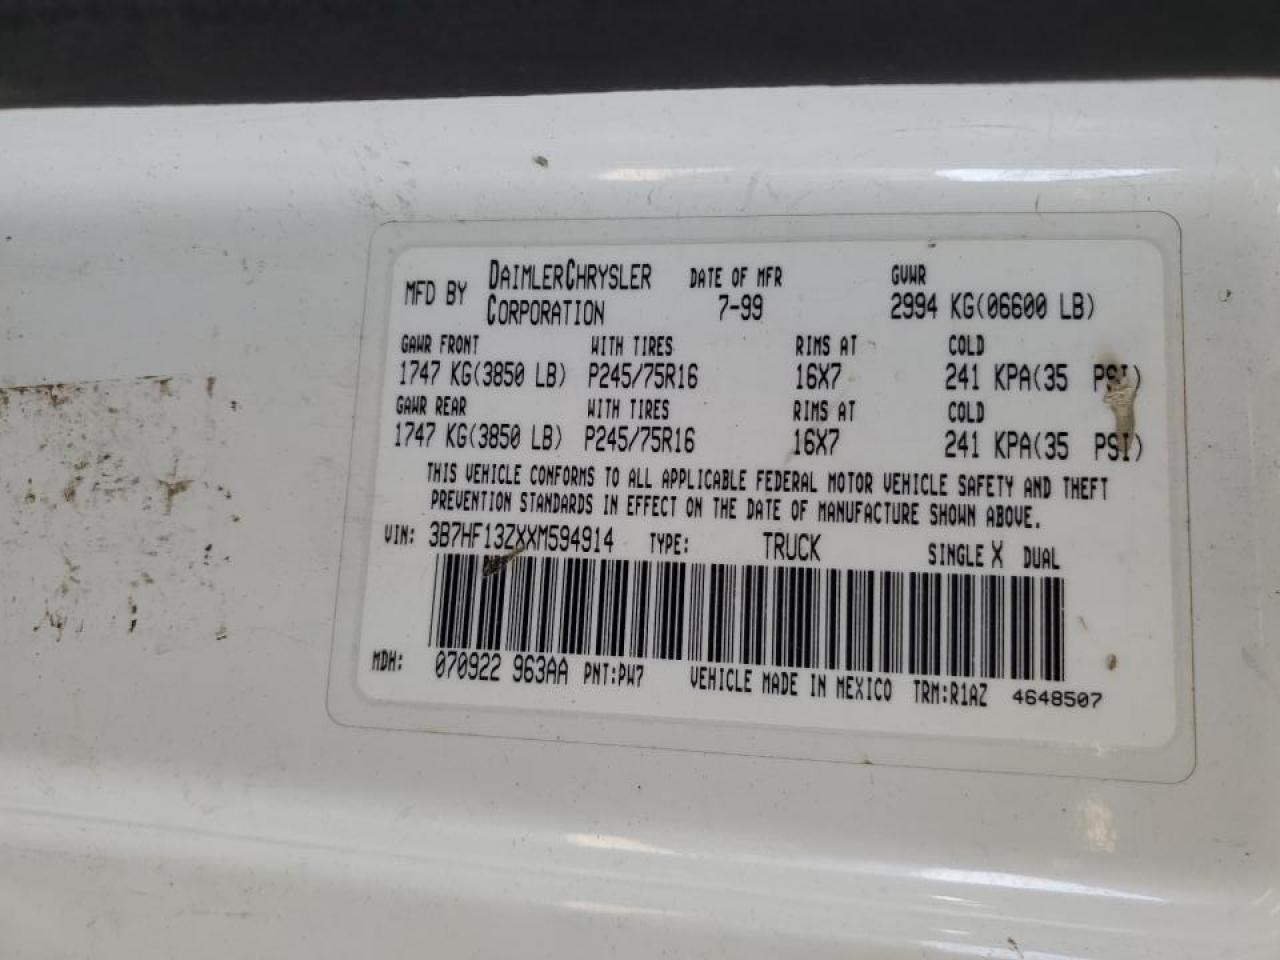 MFD BY DAIMLERCHRYSLER CORPORATION DATE OF MFR 7-99 GVWR 2994 KG(06600 LB)
GAWR FRONT WITH TIRES RIMS AT COLD
1747 KG(3850 LB) P245/75R16 16X7 241 KPA(35 PSI)
GAWR REAR WITH TIRES RIMS AT COLD
1747 KG(3850 LB) P245/75R16 16X7 241 KPA(35 PSI)
THIS VEHICLE CONFORMS TO ALL APPLICABLE FEDERAL MOTOR VEHICLE SAFETY AND THEFT
PREVENTION STANDARDS IN EFFECT ON THE DATE OF MANUFACTURE SHOWN ABOVE.
VIN: 3B7HF13ZXXM594914 TYPE: TRUCK SINGLE X DUAL
MDH: 070922 963AA PNT:PW7 VEHICLE MADE IN MEXICO TRM:R1AZ 4648507